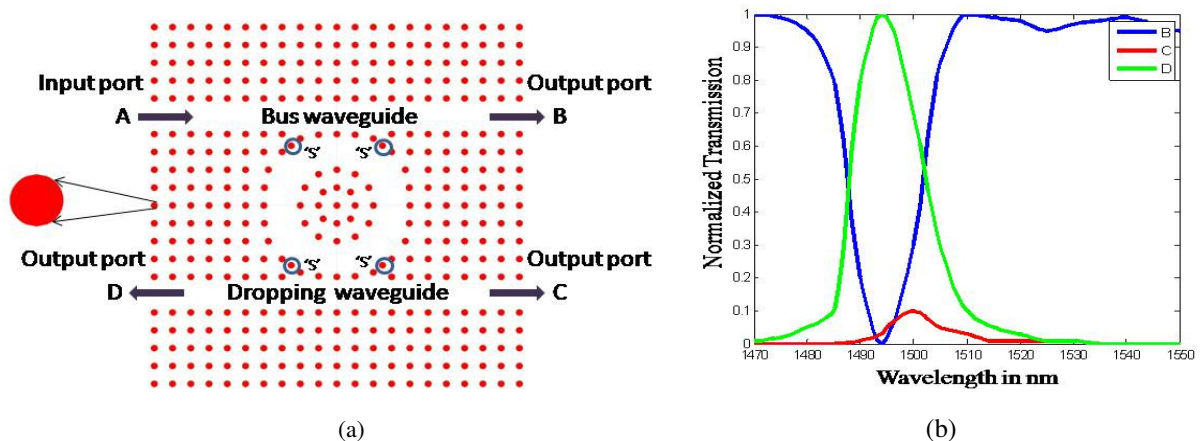 Input port
Output port
A
Bus waveguide
B
'S'
'S'
'S'
'S'
Output port
Output port
D
Dropping waveguide
C
(a)
Normalized Transmission
1
0.9
0.8
0.7
0.6
0.5
0.4
0.3
0.2
0.1
0
B
C
D
1470 1480 1490 1500 1510 1520 1530 1540 1550
Wavelength in nm
(b)